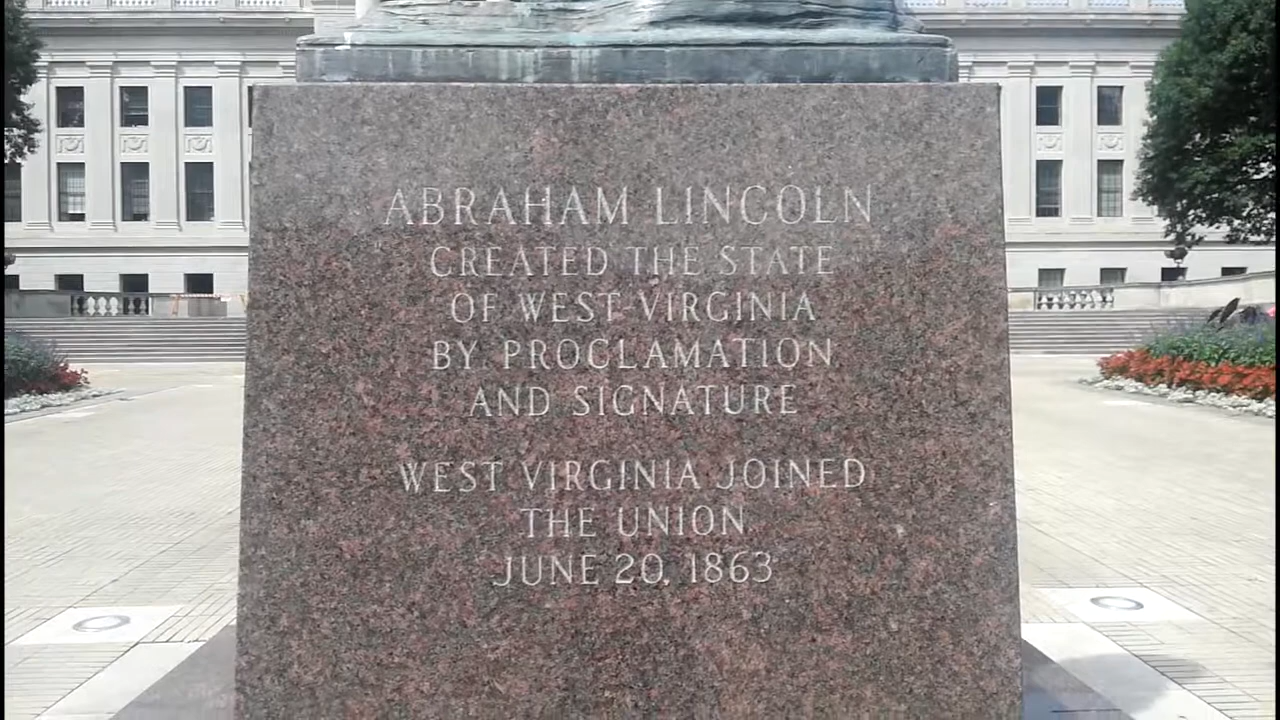 ABRAHAM LINCOLN
CREATED THE STATE
OF WEST VIRGINIA
BY PROCLAMATION
AND SIGNATURE
WEST VIRGINIA JOINED
THE UNION
JUNE 20, 1863